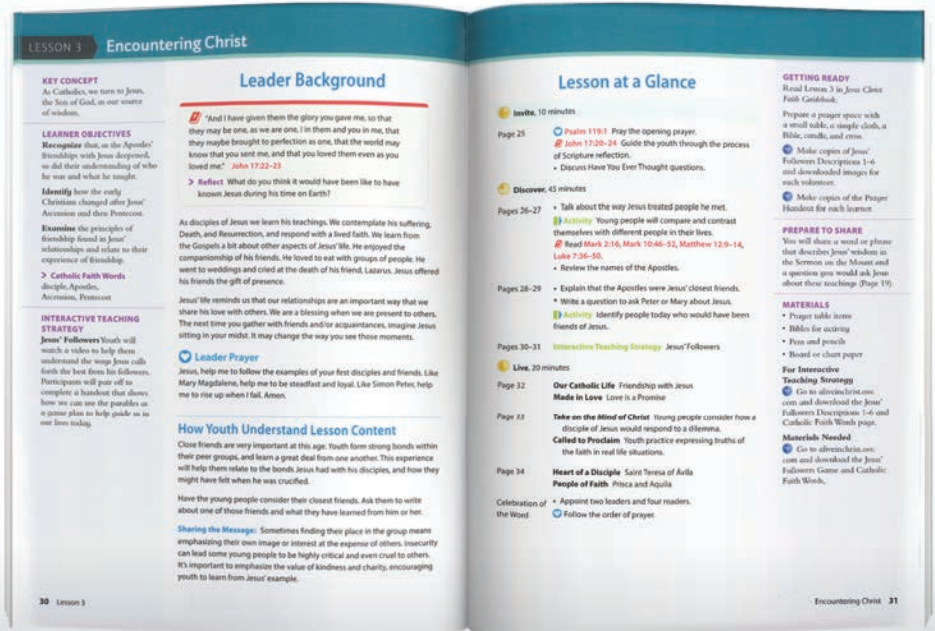 LESSON 3 Encountering Christ
KEY CONCEPT
As Catholics, we turn to Jesus,
the Son of God, as our source
of wisdom.
LEARNER OBJECTIVES
Recognize that, as the Apostles'
friendships with Jesus deepened,
so did their understanding of who
he was and what he taught.
Identify how the early
Christians changed after Jesus'
Ascension and then Pentecost.
Examine the principles of
friendship found in Jesus'
relationships and relate to their
experience of friendship.
> Catholic Faith Words
disciple, Apostles,
Ascension, Pentecost
INTERACTIVE TEACHING
STRATEGY
Jesus' Followers Youth will
watch a video to help them
understand the ways Jesus calls
forth the best from his followers.
Participants will pair off to
complete a handout that shows
how we can use the parables as
a game plan to help guide us in
our lives today.
Leader Background
"And I have given them the glory you gave me, so that
they may be one, as we are one, I in them and you in me, that
they maybe brought to perfection as one, that the world may
know that you sent me, and that you loved them even as you
loved me." John 17:22–23
> Reflect What do you think it would have been like to have
known Jesus during his time on Earth?
As disciples of Jesus we learn his teachings. We contemplate his suffering,
Death, and Resurrection, and respond with a lived faith. We learn from
the Gospels a bit about other aspects of Jesus' life. He enjoyed the
companionship of his friends. He loved to eat with groups of people. He
went to weddings and cried at the death of his friend, Lazarus. Jesus offered
his friends the gift of presence.
Jesus' life reminds us that our relationships are an important way that we
share his love with others. We are a blessing when we are present to others.
The next time you gather with friends and/or acquaintances, imagine Jesus
sitting in your midst. It may change the way you see those moments.
Leader Prayer
Jesus, help me to follow the examples of your first disciples and friends. Like
Mary Magdalene, help me to be steadfast and loyal. Like Simon Peter, help
me to rise up when I fall. Amen.
How Youth Understand Lesson Content
Close friends are very important at this age. Youth form strong bonds within
their peer groups, and learn a great deal from one another. This experience
will help them relate to the bonds Jesus had with his disciples, and how they
might have felt when he was crucified.
Have the young people consider their closest friends. Ask them to write
about one of those friends and what they have learned from him or her.
Sharing the Message: Sometimes finding their place in the group means
emphasizing their own image or interest at the expense of others. Insecurity
can lead some young people to be highly critical and even cruel to others.
It's important to emphasize the value of kindness and charity, encouraging
youth to learn from Jesus' example.
30 Lesson 3
Lesson at a Glance
Invite, 10 minutes
Page 25 Psalm 119:1 Pray the opening prayer.
John 17:20–24 Guide the youth through the process
of Scripture reflection.
• Discuss Have You Ever Thought questions.
Discover, 45 minutes
Pages 26–27 • Talk about the way Jesus treated people he met.
Activity Young people will compare and contrast
themselves with different people in their lives.
Read Mark 2:16, Mark 10:46–52, Matthew 12:9–14,
Luke 7:36–50.
• Review the names of the Apostles.
Pages 28–29 • Explain that the Apostles were Jesus' closest friends.
• Write a question to ask Peter or Mary about Jesus.
Activity Identify people today who would have been
friends of Jesus.
Pages 30–31 Interactive Teaching Strategy Jesus' Followers
Live, 20 minutes
Page 32 Our Catholic Life Friendship with Jesus
Made in Love Love is a Promise
Page 33 Take on the Mind of Christ Young people consider how a
disciple of Jesus would respond to a dilemma.
Called to Proclaim Youth practice expressing truths of
the faith in real life situations.
Page 34 Heart of a Disciple Saint Teresa of Ávila
People of Faith Prisca and Aquila
Celebration of • Appoint two leaders and four readers.
the Word Follow the order of prayer.
GETTING READY
Read Lesson 3 in Jesus Christ
Faith Guidebook.
Prepare a prayer space with
a small table, a simple cloth, a
Bible, candle, and cross.
Make copies of Jesus'
Followers Descriptions 1–6
and downloaded images for
each volunteer.
Make copies of the Prayer
Handout for each learner.
PREPARE TO SHARE
You will share a word or phrase
that describes Jesus' wisdom in
the Sermon on the Mount and
a question you would ask Jesus
about these teachings (Page 19).
MATERIALS
• Prayer table items
• Bibles for activity
• Pens and pencils
• Board or chart paper
For Interactive
Teaching Strategy
Go to aliveinchrist.osv.
com and download the Jesus'
Followers Descriptions 1–6 and
Catholic Faith Words page.
Materials Needed
Go to aliveinchrist.osv.
com and download the Jesus'
Followers Game and Catholic
Faith Words.
Encountering Christ 31